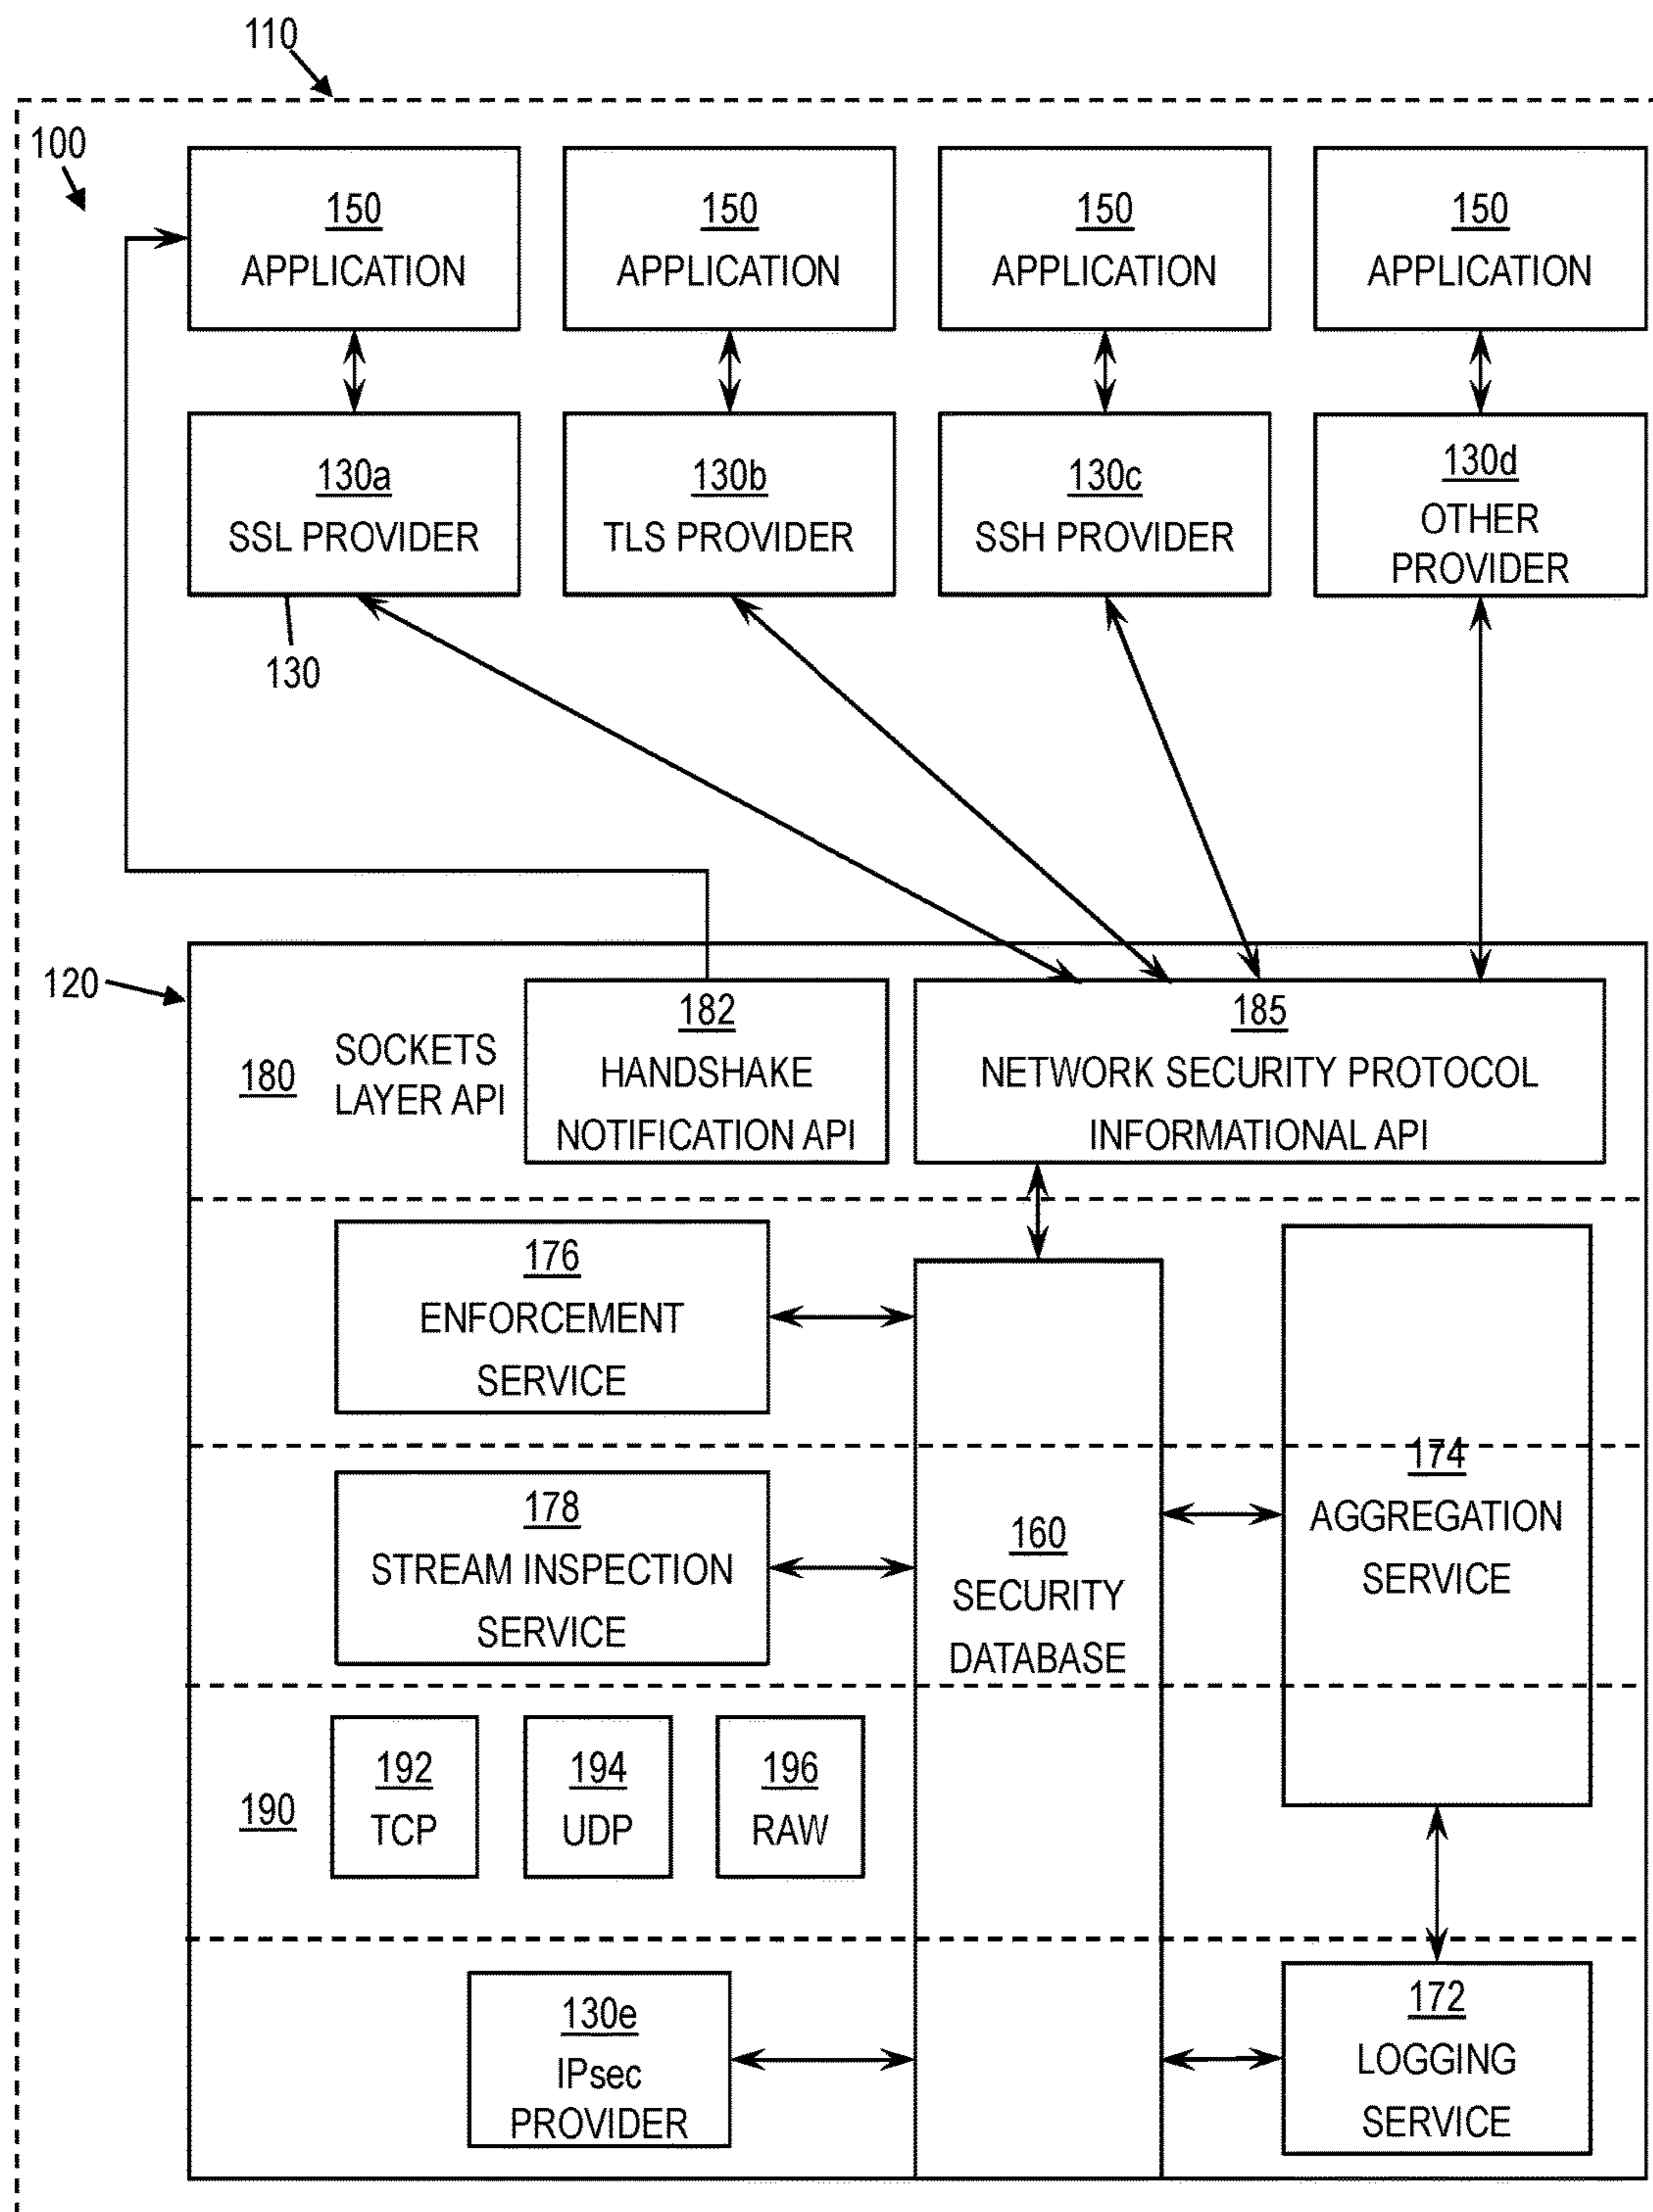 110
100
150
APPLICATION
150
APPLICATION
150
APPLICATION
150
APPLICATION
130a
SSL PROVIDER
130b
TLS PROVIDER
130c
SSH PROVIDER
130d
OTHER
PROVIDER
130
120
180
SOCKETS
LAYER API
182
HANDSHAKE
NOTIFICATION API
185
NETWORK SECURITY PROTOCOL
INFORMATIONAL API
176
ENFORCEMENT
SERVICE
178
STREAM INSPECTION
SERVICE
160
SECURITY
DATABASE
174
AGGREGATION
SERVICE
190
192
TCP
194
UDP
196
RAW
130e
IPsec
PROVIDER
172
LOGGING
SERVICE